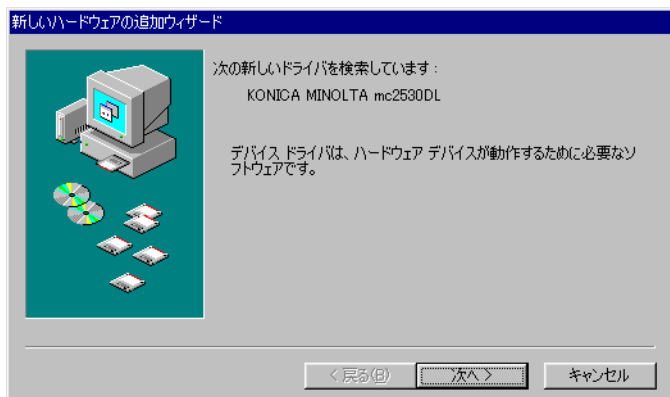 新しいハードウェアの追加ウィザード
次の新しいドライバを検索しています：
KONICA MINOLTA mc2530DL
デバイス ドライバは、ハードウェア デバイスが動作するために必要なソ
フトウェアです。
< 戻る(B)
次へ >
キャンセル